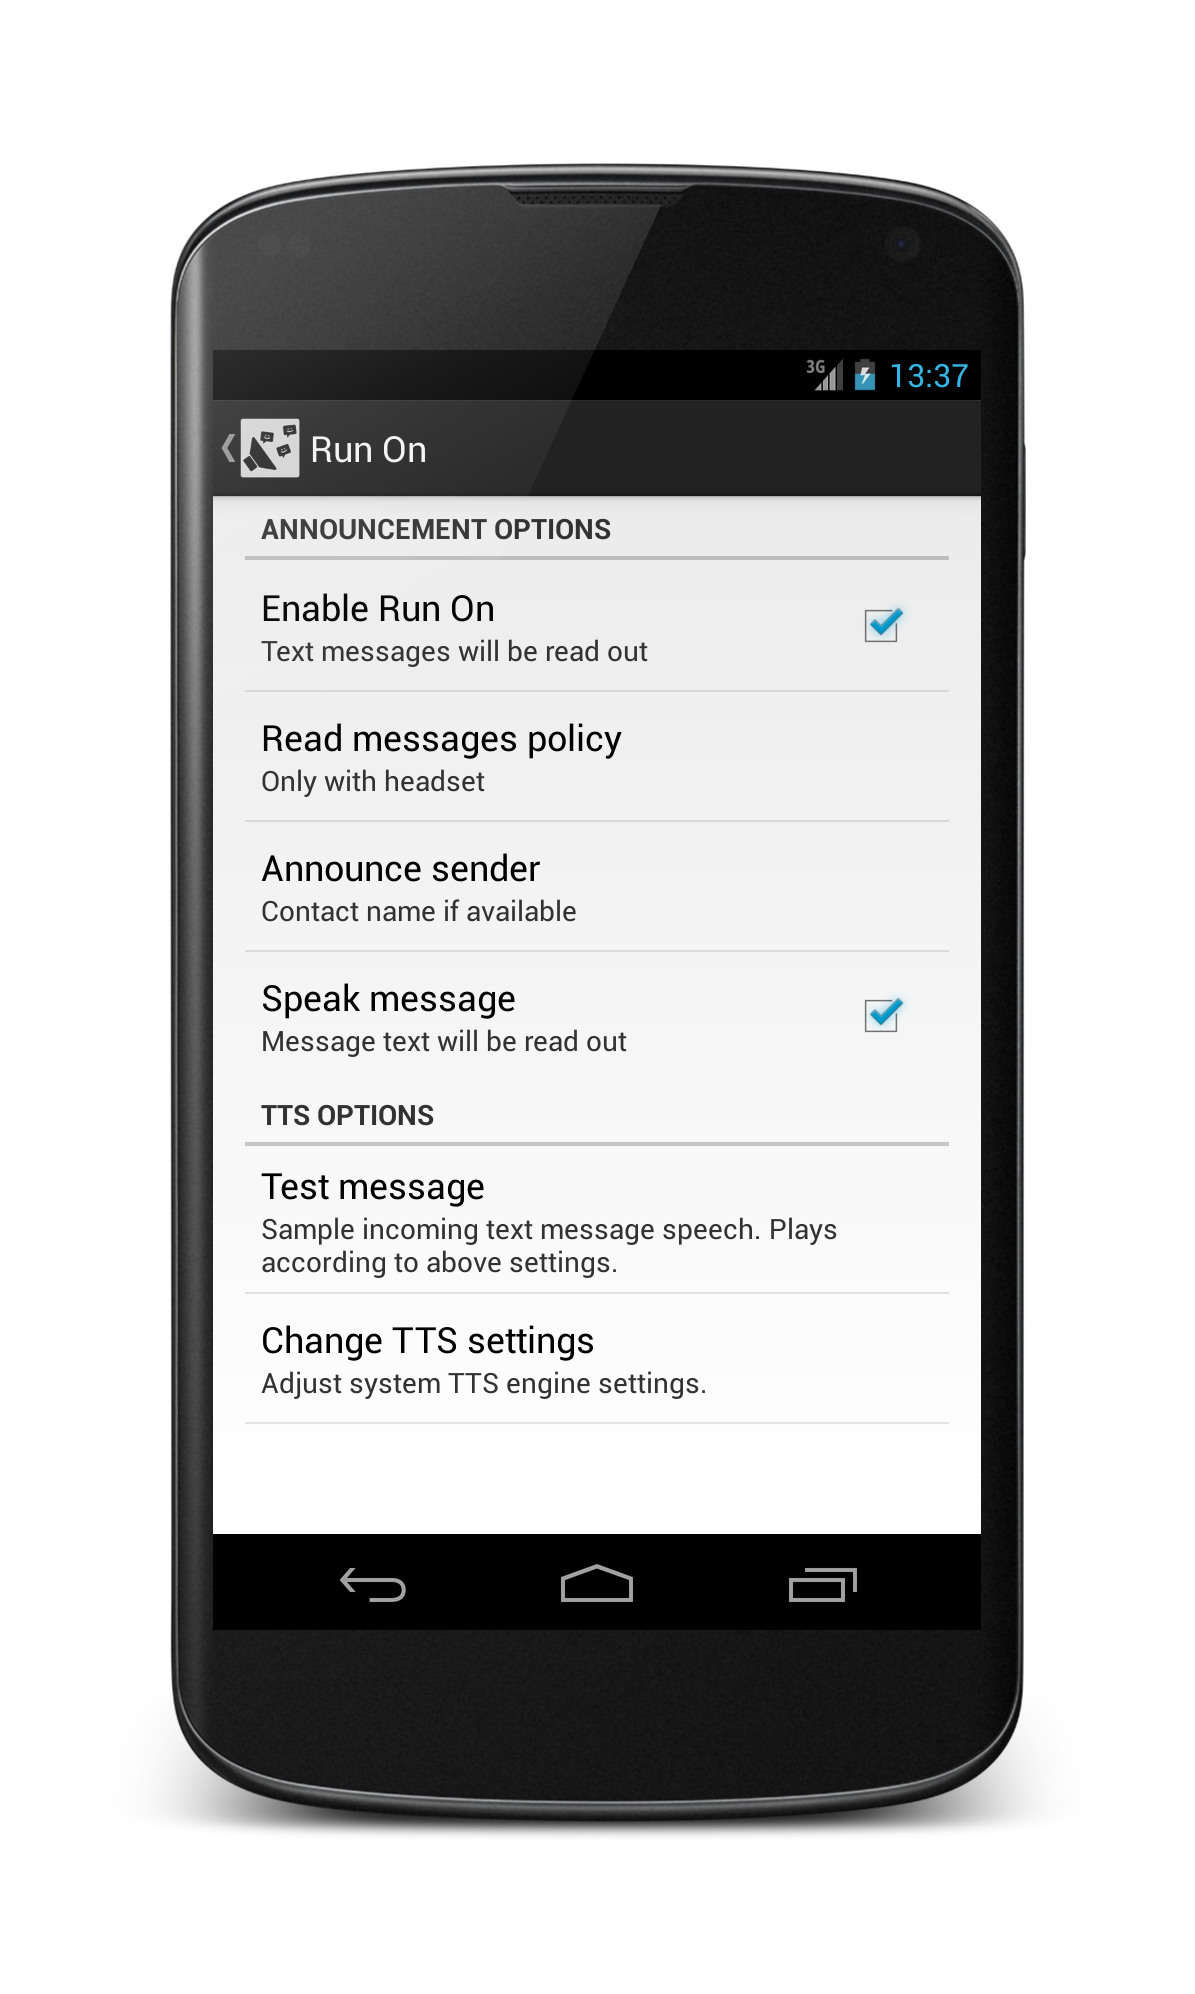 3G 13:37
Run On
ANNOUNCEMENT OPTIONS
Enable Run On
Text messages will be read out
Read messages policy
Only with headset
Announce sender
Contact name if available
Speak message
Message text will be read out
TTS OPTIONS
Test message
Sample incoming text message speech. Plays
according to above settings.
Change TTS settings
Adjust system TTS engine settings.